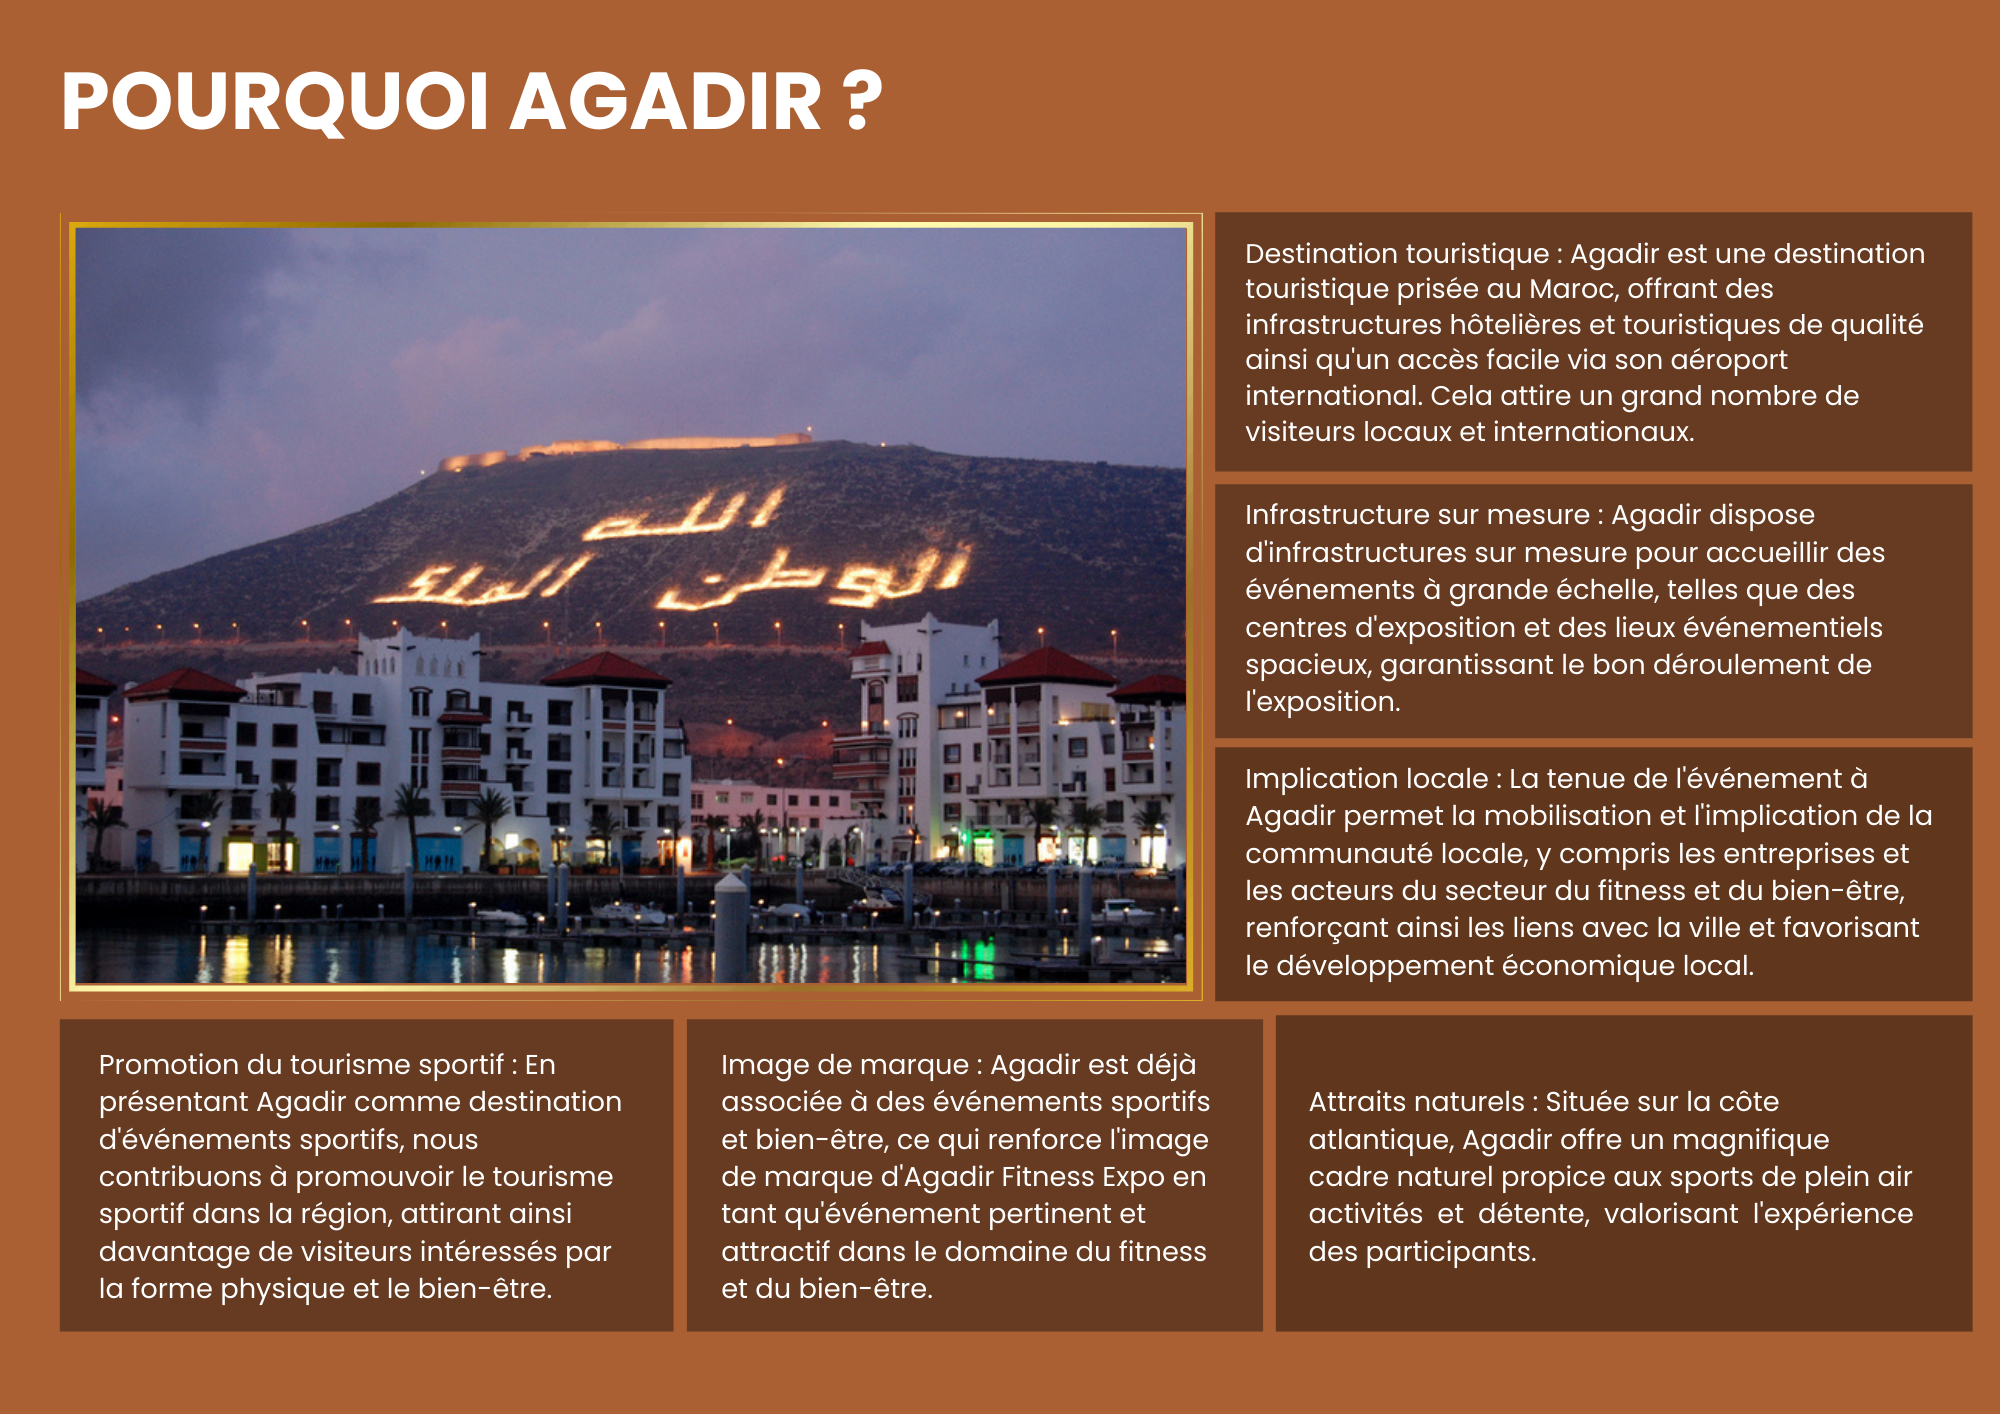 POURQUOI AGADIR ?
الله
الوطن الملك
Destination touristique : Agadir est une destination
touristique prisée au Maroc, offrant des
infrastructures hôtelières et touristiques de qualité
ainsi qu'un accès facile via son aéroport
international. Cela attire un grand nombre de
visiteurs locaux et internationaux.
Infrastructure sur mesure : Agadir dispose
d'infrastructures sur mesure pour accueillir des
événements à grande échelle, telles que des
centres d'exposition et des lieux événementiels
spacieux, garantissant le bon déroulement de
l'exposition.
Implication locale : La tenue de l'événement à
Agadir permet la mobilisation et l'implication de la
communauté locale, y compris les entreprises et
les acteurs du secteur du fitness et du bien-être,
renforçant ainsi les liens avec la ville et favorisant
le développement économique local.
Promotion du tourisme sportif : En
présentant Agadir comme destination
d'événements sportifs, nous
contribuons à promouvoir le tourisme
sportif dans la région, attirant ainsi
davantage de visiteurs intéressés par
la forme physique et le bien-être.
Image de marque : Agadir est déjà
associée à des événements sportifs
et bien-être, ce qui renforce l'image
de marque d'Agadir Fitness Expo en
tant qu'événement pertinent et
attractif dans le domaine du fitness
et du bien-être.
Attraits naturels : Située sur la côte
atlantique, Agadir offre un magnifique
cadre naturel propice aux sports de plein air
activités et détente, valorisant l'expérience
des participants.